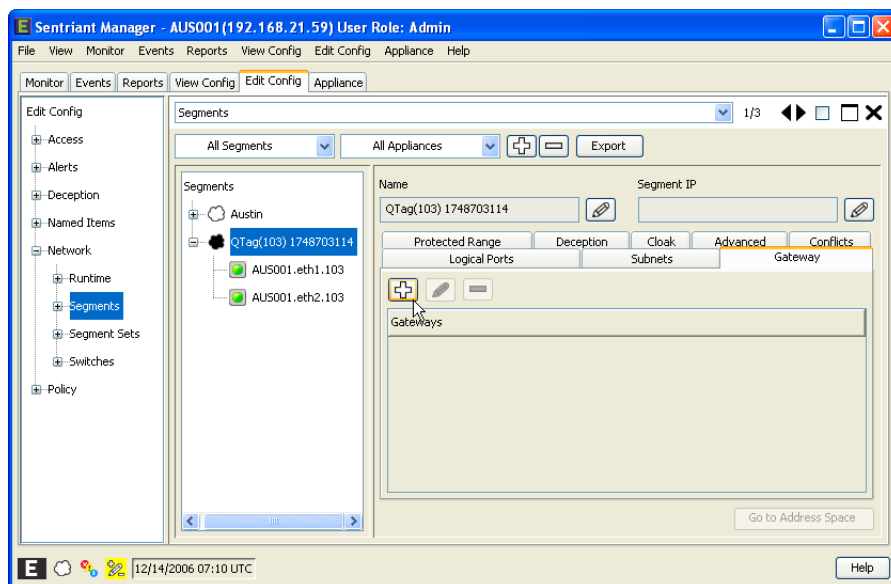 E Sentriant Manager - AUS001(192.168.21.59) User Role: Admin
File View Monitor Events Reports View Config Edit Config Appliance Help
Monitor Events Reports View Config Edit Config Appliance
Edit Config
Access
Alerts
Deception
Named Items
Network
Runtime
Segments
Segment Sets
Switches
Policy
Segments 1/3
All Segments All Appliances Export
Segments
Austin
QTag(103) 1748703114
AUS001.eth1.103
AUS001.eth2.103
Name Segment IP
QTag(103) 1748703114
Protected Range Deception Cloak Advanced Conflicts
Logical Ports Subnets Gateway
Gateways
Go to Address Space
E 12/14/2006 07:10 UTC Help